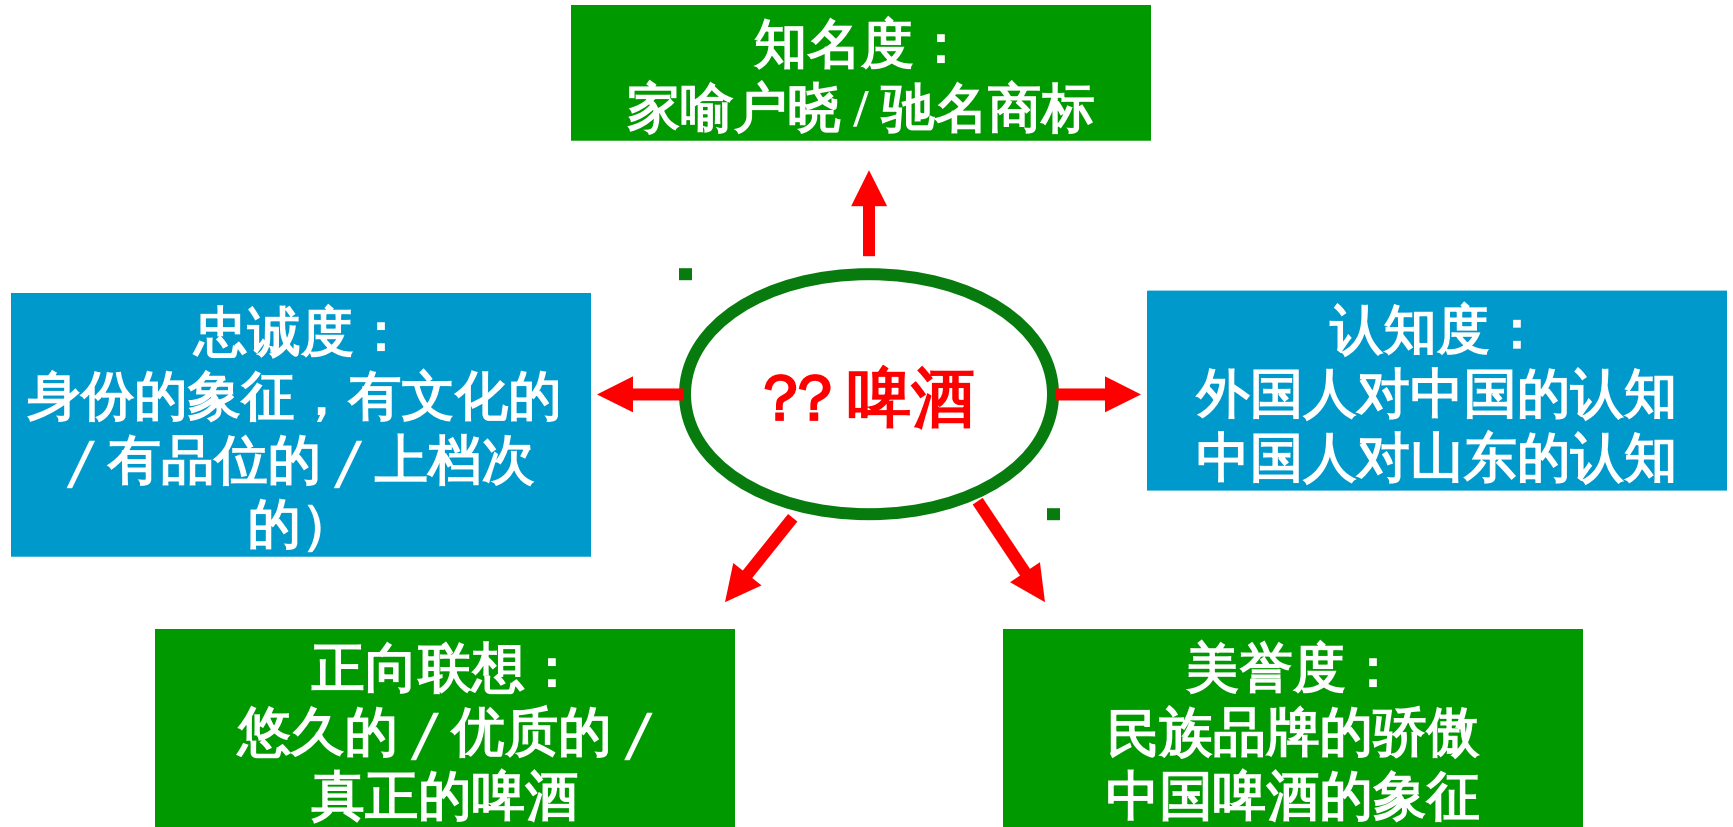 知名度：
家喻户晓 / 驰名商标
忠诚度：
身份的象征，有文化的
/ 有品位的 / 上档次
的）
?? 啤酒
认知度：
外国人对中国的认知
中国人对山东的认知
正向联想：
悠久的 / 优质的 /
真正的啤酒
美誉度：
民族品牌的骄傲
中国啤酒的象征